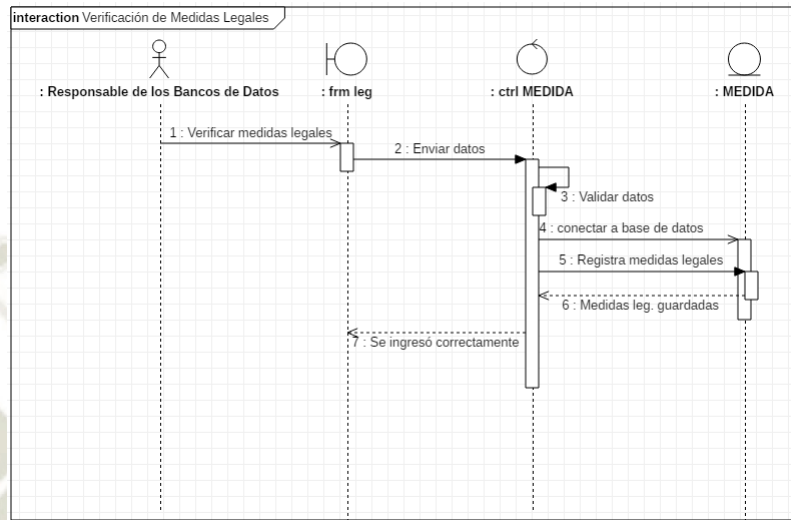 interaction Verificación de Medidas Legales
: Responsable de los Bancos de Datos
: frm leg
: ctrl MEDIDA
: MEDIDA
1 : Verificar medidas legales
2 : Enviar datos
3 : Validar datos
4 : conectar a base de datos
5 : Registra medidas legales
6 : Medidas leg. guardadas
7 : Se ingresó correctamente